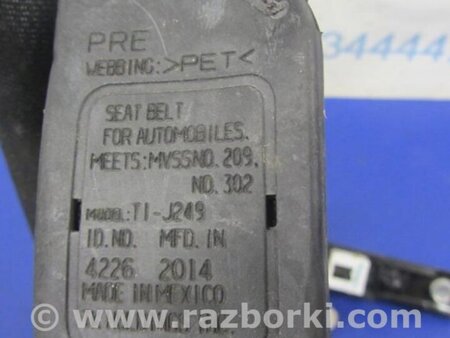 34444
PRE
WEBBING: >PET<
SEAT BELT
FOR AUTOMOBILES.
MEETS: MVSSNO. 209,
NO. 302
MODEL: TI-J249
ID.NO. MFD. IN
4226 2014
MADE IN MEXICO
www.razborki.com